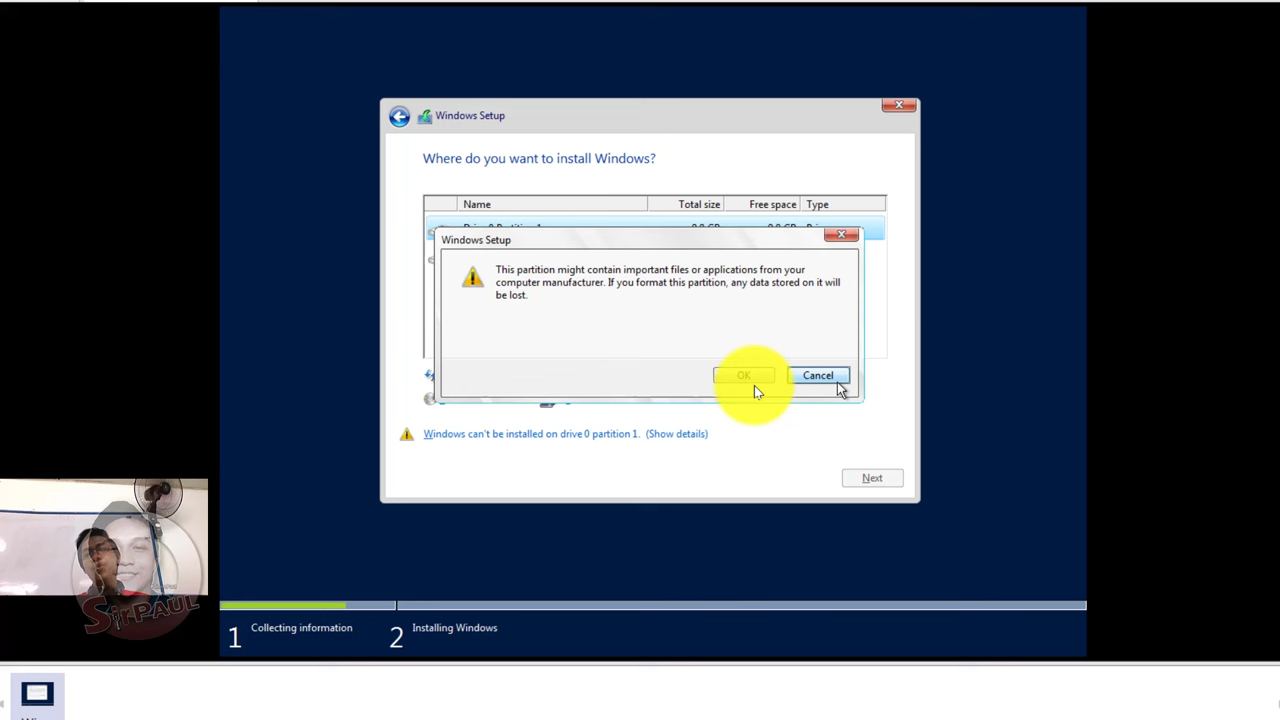 Windows Setup
Where do you want to install Windows?
Name Total size Free space Type
Windows Setup
This partition might contain important files or applications from your
computer manufacturer. If you format this partition, any data stored on it will
be lost.
OK Cancel
Windows can't be installed on drive 0 partition 1. (Show details)
Next
SirPAUL
1 Collecting information
2 Installing Windows